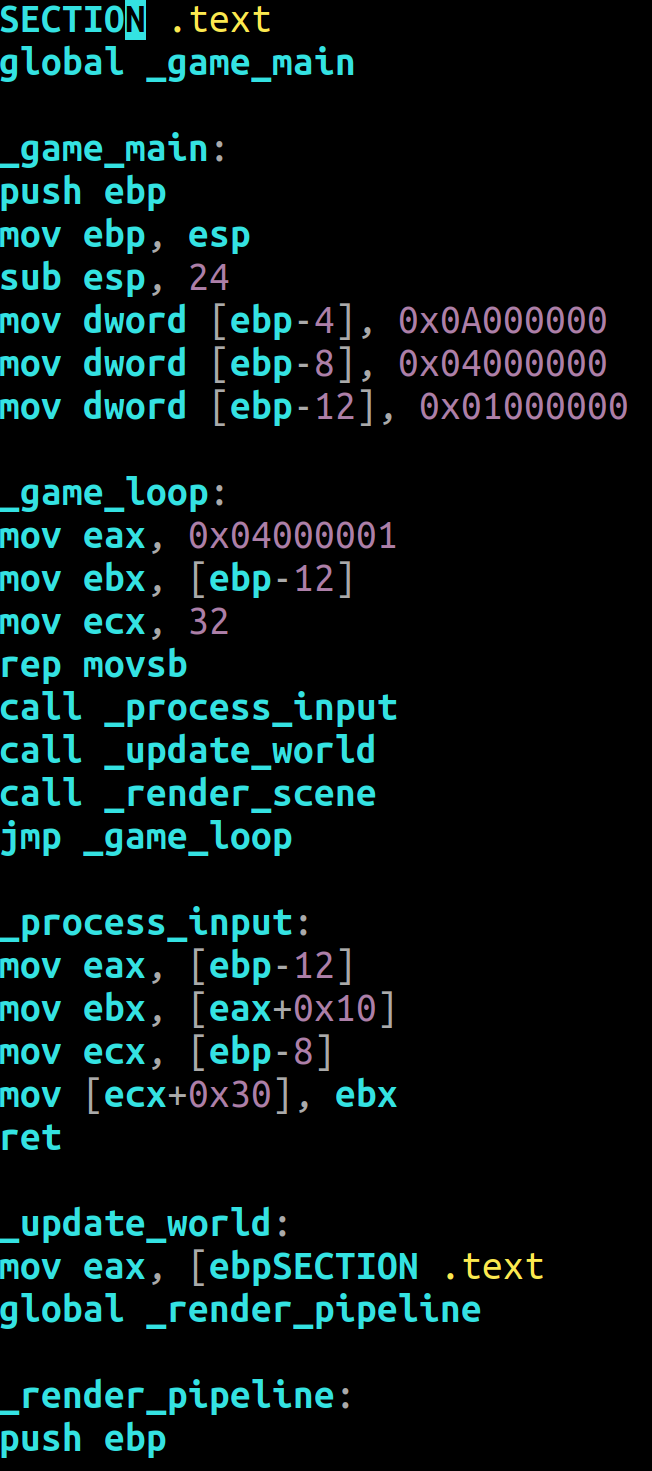 SECTION .text
global _game_main
_game_main:
push ebp
mov ebp, esp
sub esp, 24
mov dword [ebp-4], 0x0A000000
mov dword [ebp-8], 0x04000000
mov dword [ebp-12], 0x01000000
_game_loop:
mov eax, 0x04000001
mov ebx, [ebp-12]
mov ecx, 32
rep movsb
call _process_input
call _update_world
call _render_scene
jmp _game_loop
_process_input:
mov eax, [ebp-12]
mov ebx, [eax+0x10]
mov ecx, [ebp-8]
mov [ecx+0x30], ebx
ret
_update_world:
mov eax, [ebpSECTION .text
global _render_pipeline
_render_pipeline:
push ebp